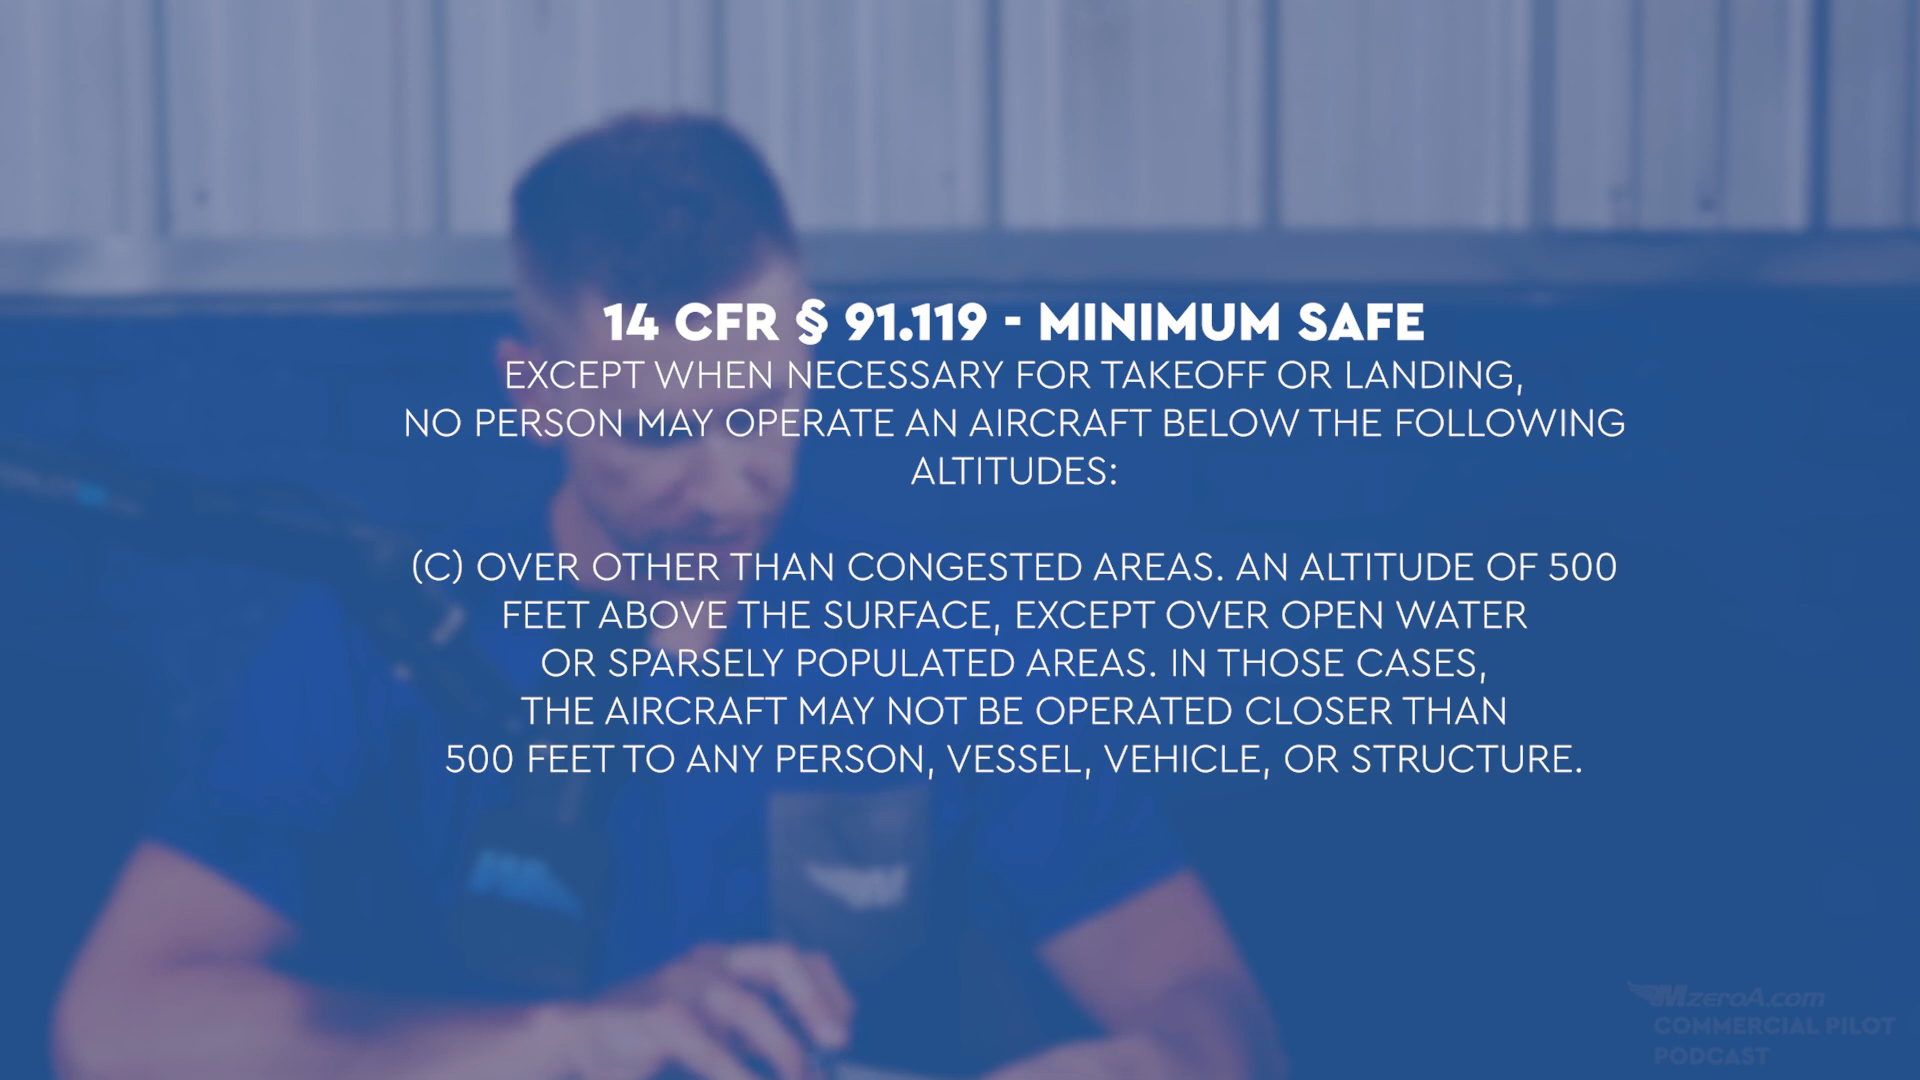 14 CFR § 91.119 - MINIMUM SAFE
EXCEPT WHEN NECESSARY FOR TAKEOFF OR LANDING,
NO PERSON MAY OPERATE AN AIRCRAFT BELOW THE FOLLOWING
ALTITUDES:
(C) OVER OTHER THAN CONGESTED AREAS. AN ALTITUDE OF 500
FEET ABOVE THE SURFACE, EXCEPT OVER OPEN WATER
OR SPARSELY POPULATED AREAS. IN THOSE CASES,
THE AIRCRAFT MAY NOT BE OPERATED CLOSER THAN
500 FEET TO ANY PERSON, VESSEL, VEHICLE, OR STRUCTURE.
MzeroA.com
COMMERCIAL PILOT
PODCAST